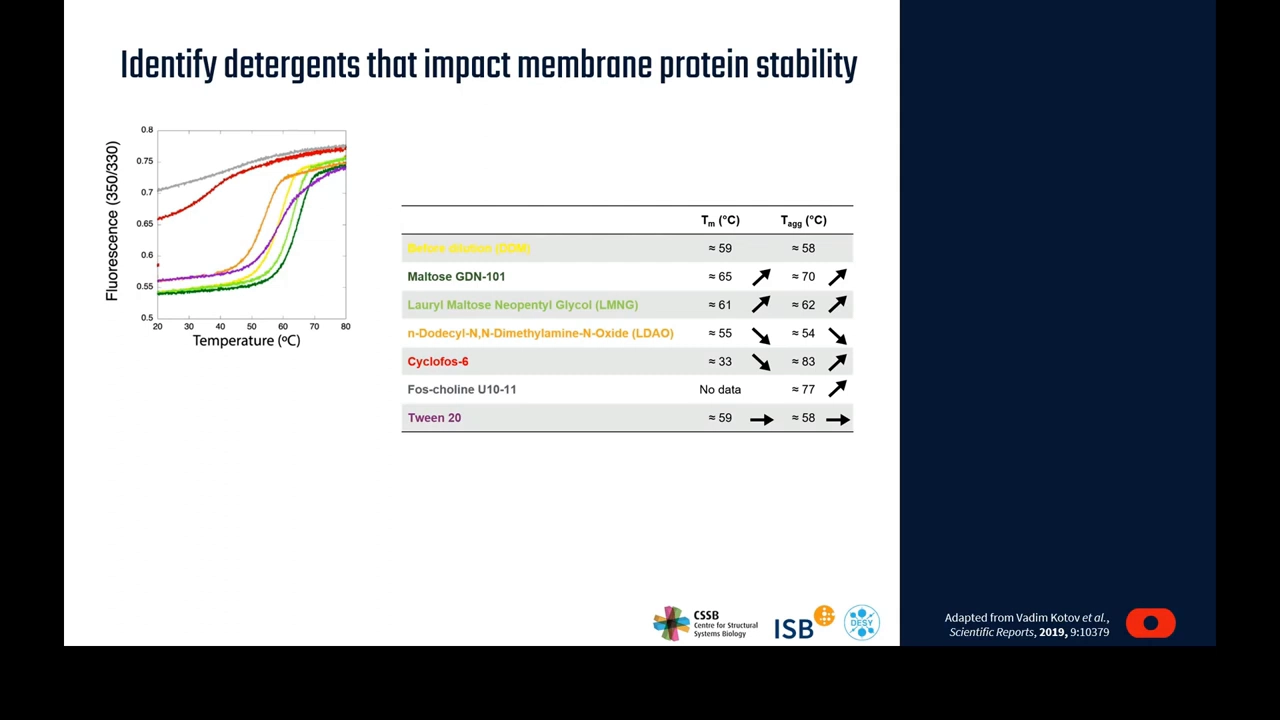 Identify detergents that impact membrane protein stability
Fluorescence (350/330)
0.8
0.75
0.7
0.65
0.6
0.55
0.5
20 30 40 50 60 70 80
Temperature (ºC)
Tm (°C) Tagg (°C)
Before dilution (DDM) ≈ 59 ≈ 58
Maltose GDN-101 ≈ 65 ≈ 70
Lauryl Maltose Neopentyl Glycol (LMNG) ≈ 61 ≈ 62
n-Dodecyl-N,N-Dimethylamine-N-Oxide (LDAO) ≈ 55 ≈ 54
Cyclofos-6 ≈ 33 ≈ 83
Fos-choline U10-11 No data ≈ 77
Tween 20 ≈ 59 ≈ 58
CSSB
Centre for Structural
Systems Biology
ISB
DESY
Adapted from Vadim Kotov et al.,
Scientific Reports, 2019, 9:10379